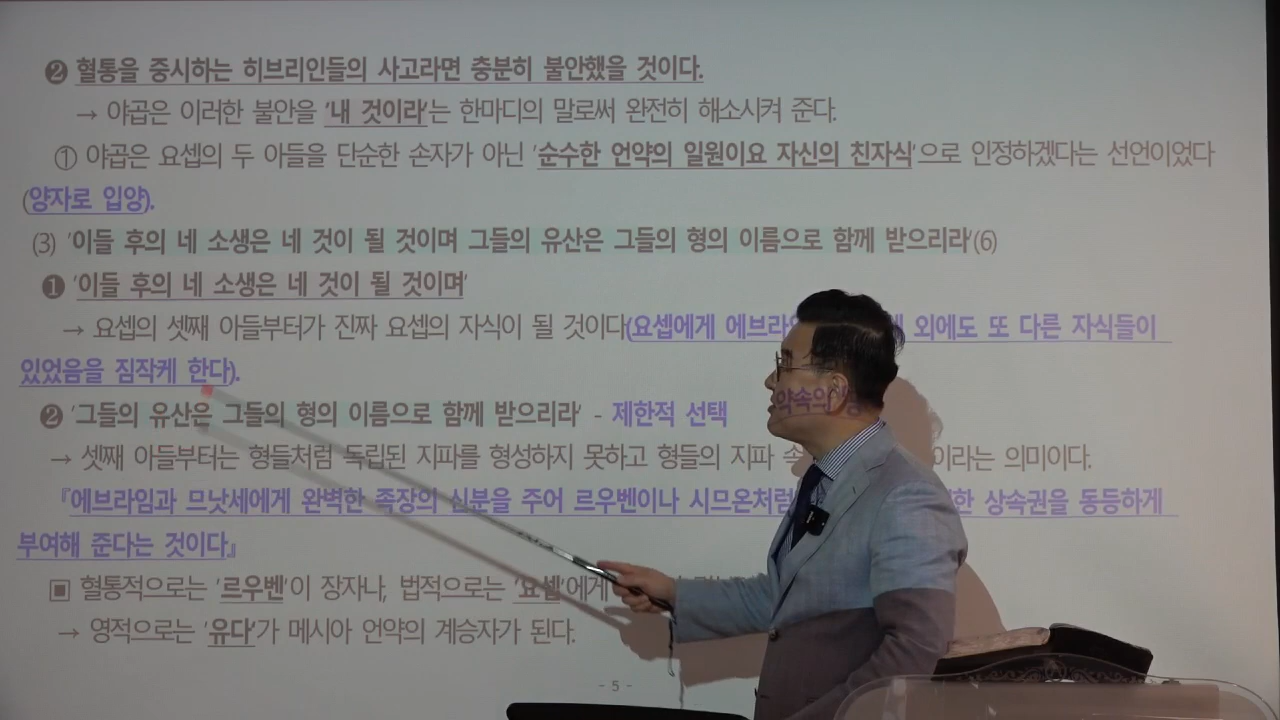 ❷ 혈통을 중시하는 히브리인들의 사고라면 충분히 불안했을 것이다.
→ 야곱은 이러한 불안을 '내 것이라'는 한마디의 말로써 완전히 해소시켜 준다.
① 야곱은 요셉의 두 아들을 단순한 손자가 아닌 '순수한 언약의 일원이요 자신의 친자식'으로 인정하겠다는 선언이었다
(양자로 입양).
(3) '이들 후의 네 소생은 네 것이 될 것이며 그들의 유산은 그들의 형의 이름으로 함께 받으리라'(6)
❶ '이들 후의 네 소생은 네 것이 될 것이며'
→ 요셉의 셋째 아들부터가 진짜 요셉의 자식이 될 것이다(요셉에게 외에도 또 다른 자식들이
있었음을 짐작케 한다).
❷ '그들의 유산은 그들의 형의 이름으로 함께 받으리라' - 제한적 선택
→ 셋째 아들부터는 형들처럼 독립된 지파를 형성하지 못하고 형들의 지파 이라는 의미이다.
『에브라임과 므낫세에게 완벽한 족장의 신분을 주어 르우벤이나 시므온처럼 상속권을 동등하게
부여해 준다는 것이다』
▣ 혈통적으로는 '르우벤'이 장자나, 법적으로는 '요셉'에게
→ 영적으로는 '유다'가 메시아 언약의 계승자가 된다.
- 5 -